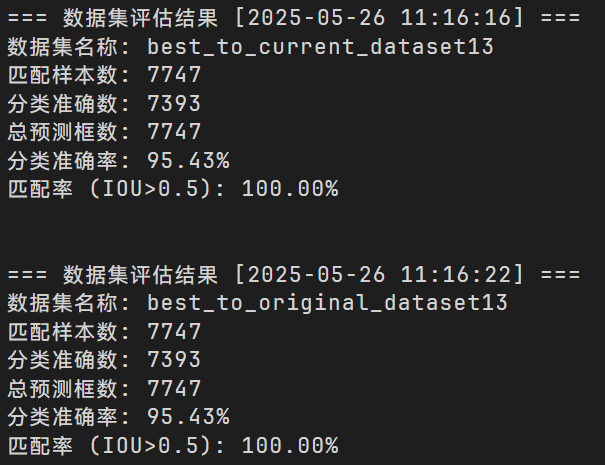 === 数据集评估结果 [2025-05-26 11:16:16] ===
数据集名称: best_to_current_dataset13
匹配样本数: 7747
分类准确数: 7393
总预测框数: 7747
分类准确率: 95.43%
匹配率 (IOU>0.5): 100.00%
=== 数据集评估结果 [2025-05-26 11:16:22] ===
数据集名称: best_to_original_dataset13
匹配样本数: 7747
分类准确数: 7393
总预测框数: 7747
分类准确率: 95.43%
匹配率 (IOU>0.5): 100.00%